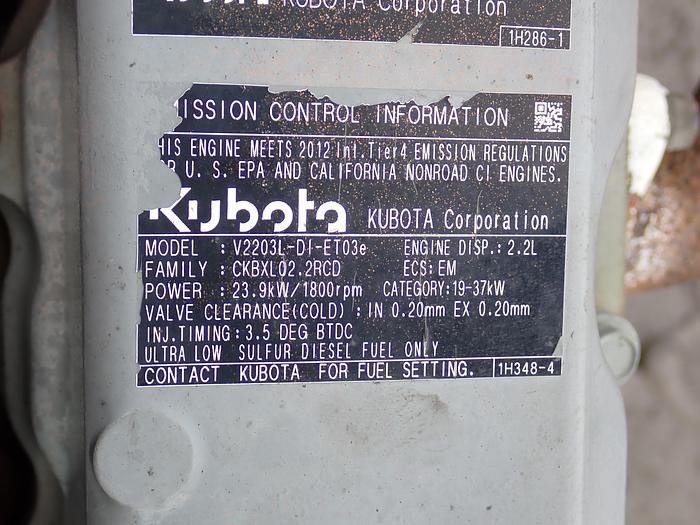 KUBOTA Corporation
1H286-1
MISSION CONTROL INFORMATION
HIS ENGINE MEETS 2012 Int.Tier4 EMISSION REGULATIONS
U. S. EPA AND CALIFORNIA NONROAD CI ENGINES.
Kubota KUBOTA Corporation
MODEL : V2203L-DI-ET03e ENGINE DISP.: 2.2L
FAMILY : CKBXL02.2RCD ECS: EM
POWER : 23.9kW/1800rpm CATEGORY:19-37kW
VALVE CLEARANCE(COLD) : IN 0.20mm EX 0.20mm
INJ.TIMING: 3.5 DEG BTDC
ULTRA LOW SULFUR DIESEL FUEL ONLY
CONTACT KUBOTA FOR FUEL SETTING. 1H348-4